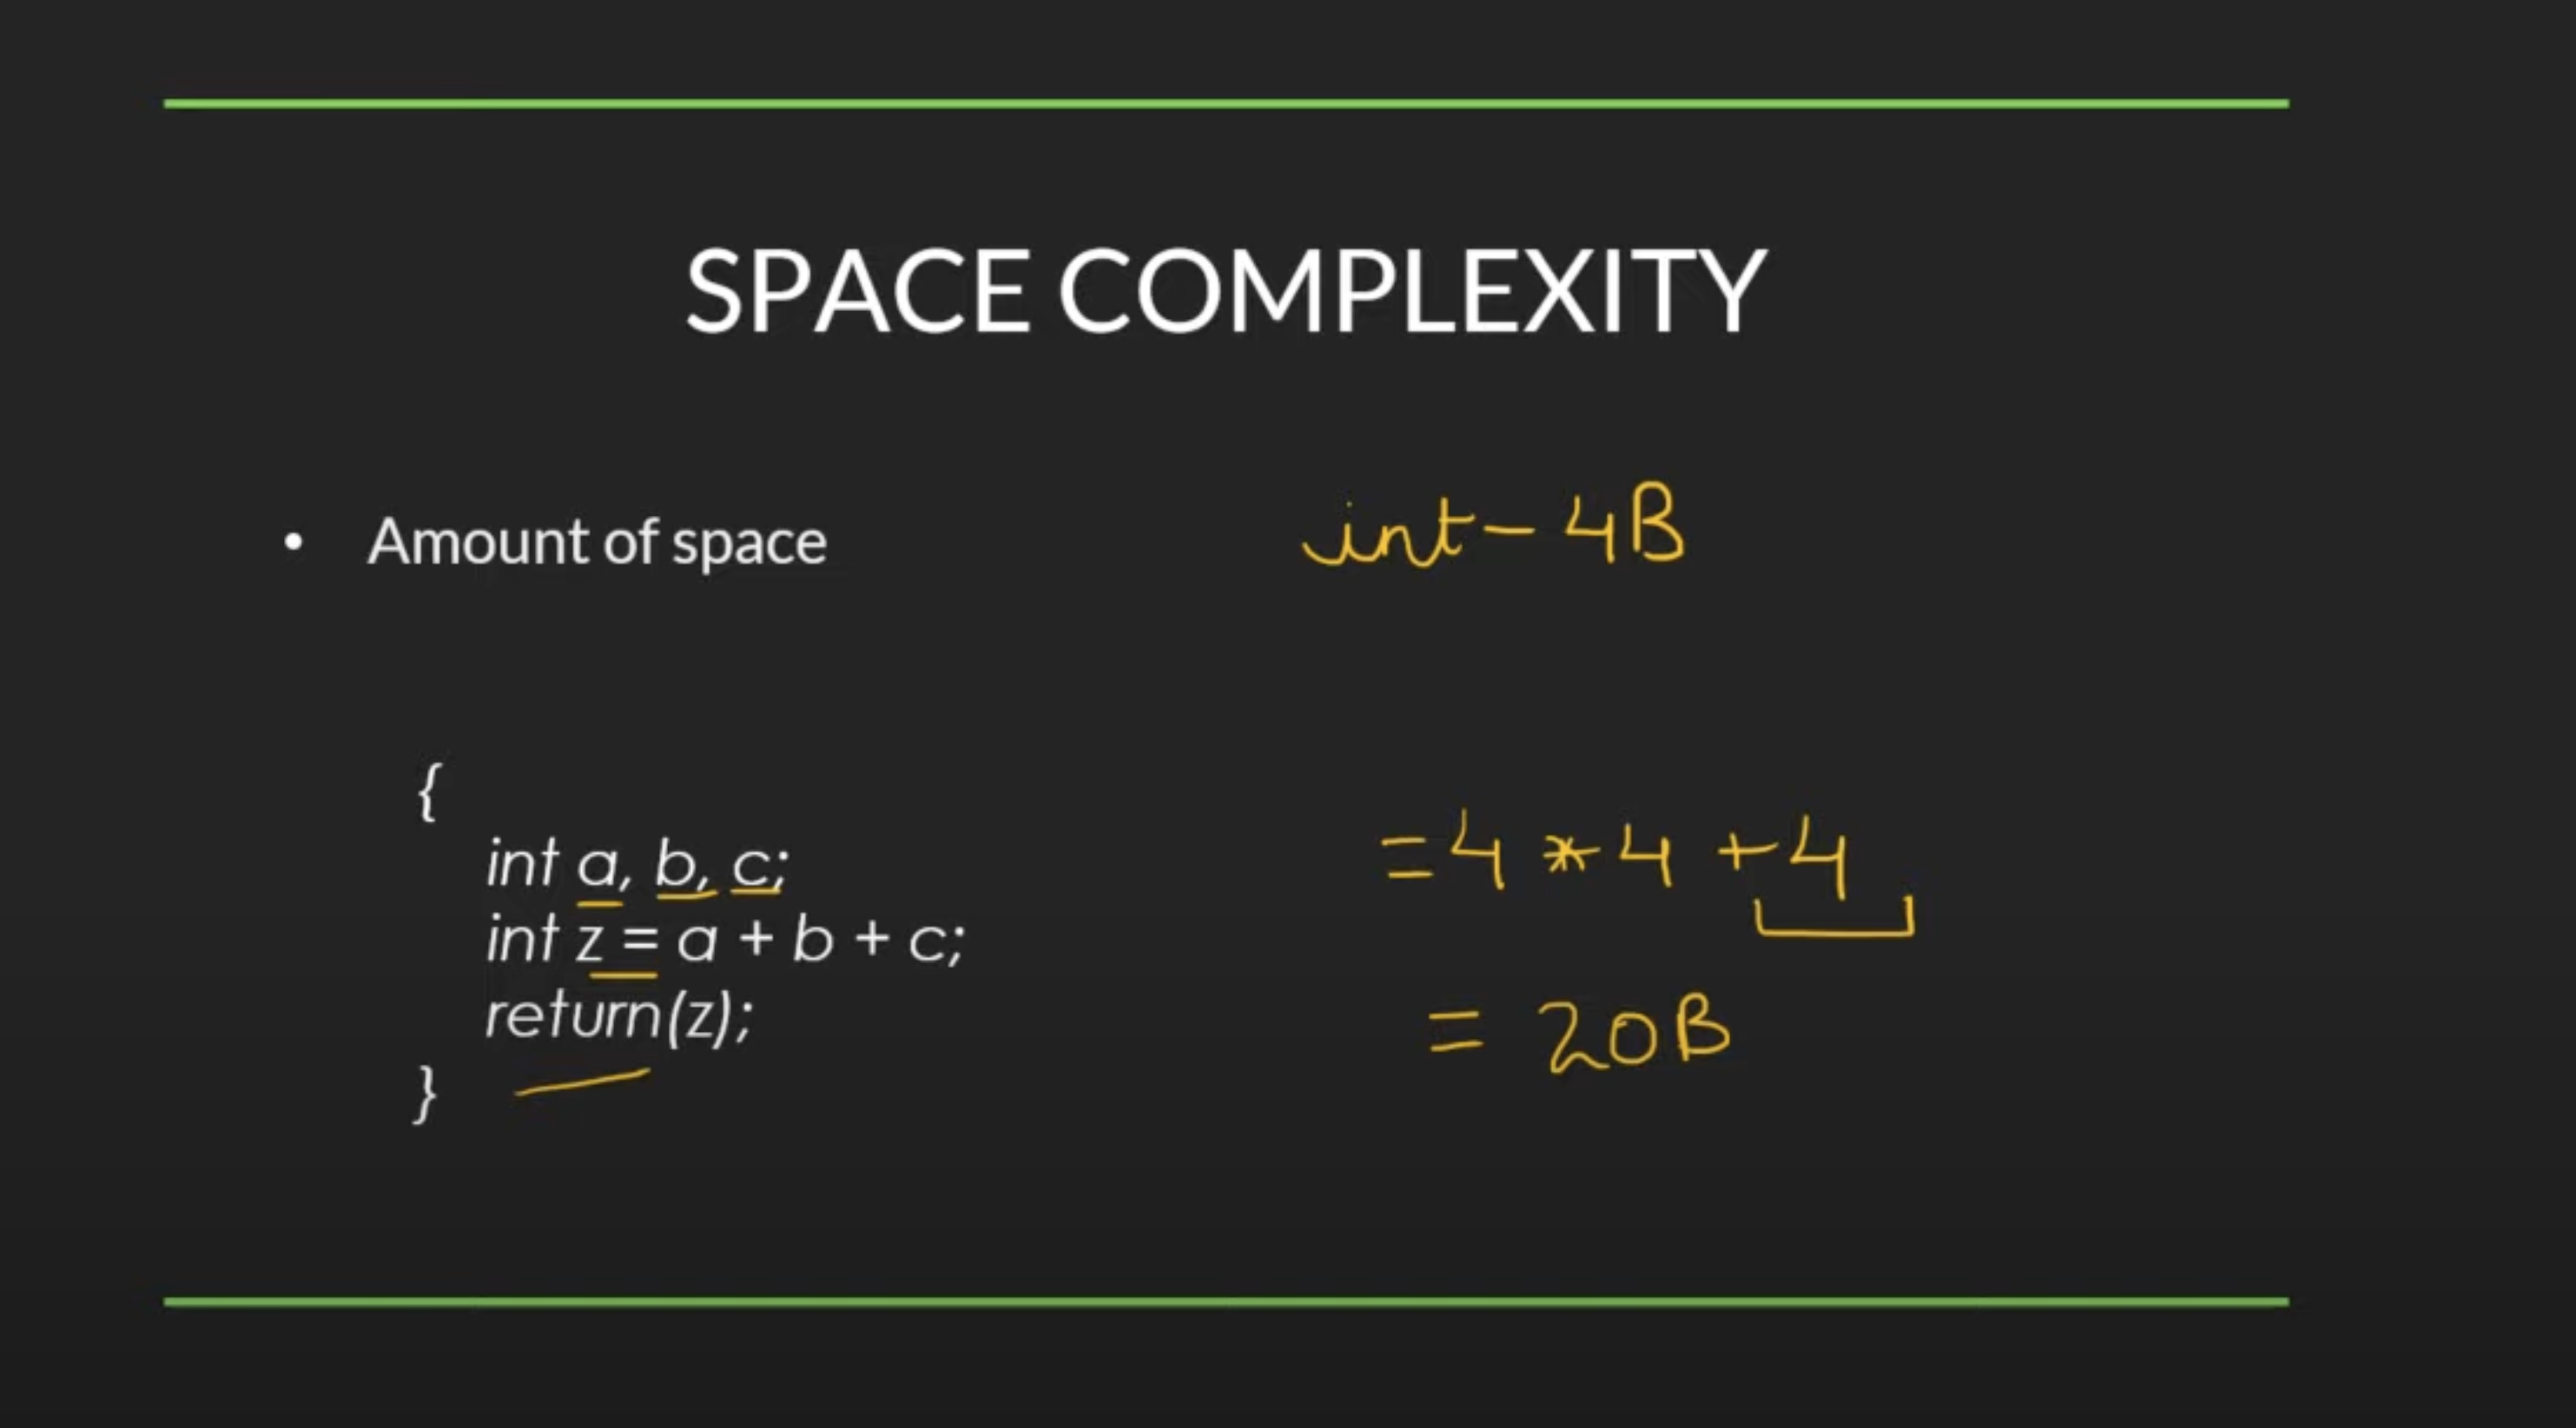 SPACE COMPLEXITY
• Amount of space
int - 4B
{
int a, b, c;
int z = a + b + c;
return(z);
}
= 4 * 4 + 4
= 20B